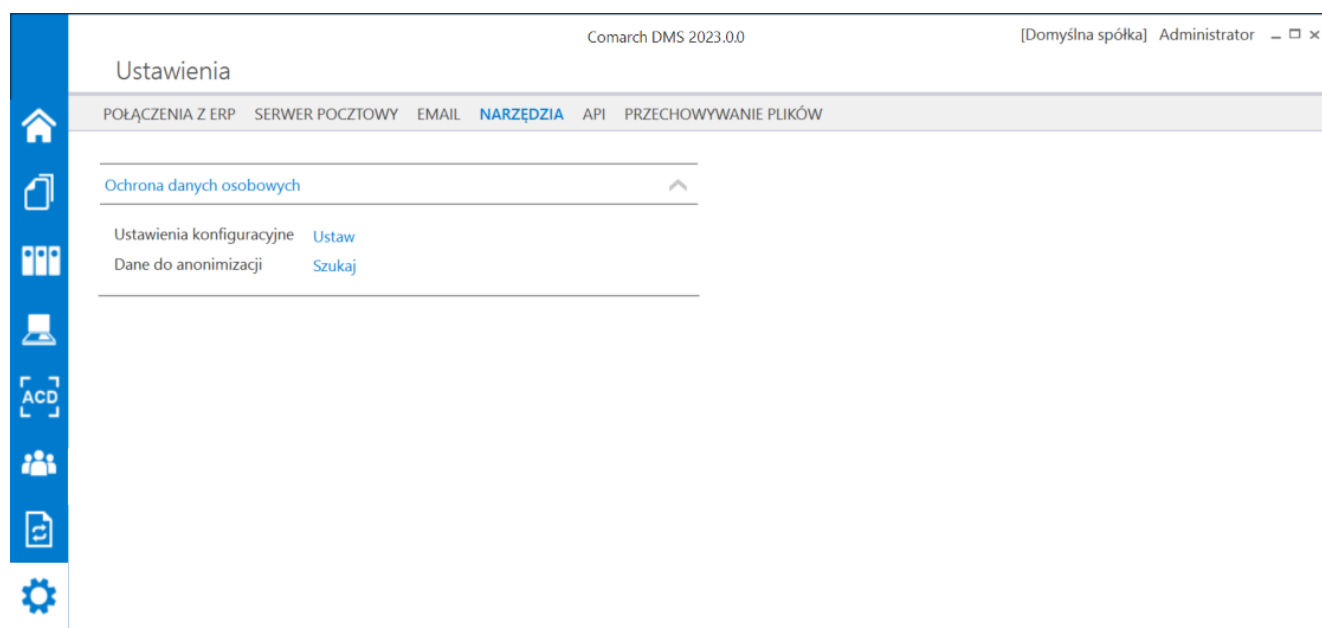 Comarch DMS 2023.0.0 [Domyślna spółka] Administrator
Ustawienia
POŁĄCZENIA Z ERP SERWER POCZTOWY EMAIL NARZĘDZIA API PRZECHOWYWANIE PLIKÓW
Ochrona danych osobowych
Ustawienia konfiguracyjne Ustaw
Dane do anonimizacji Szukaj
ACD